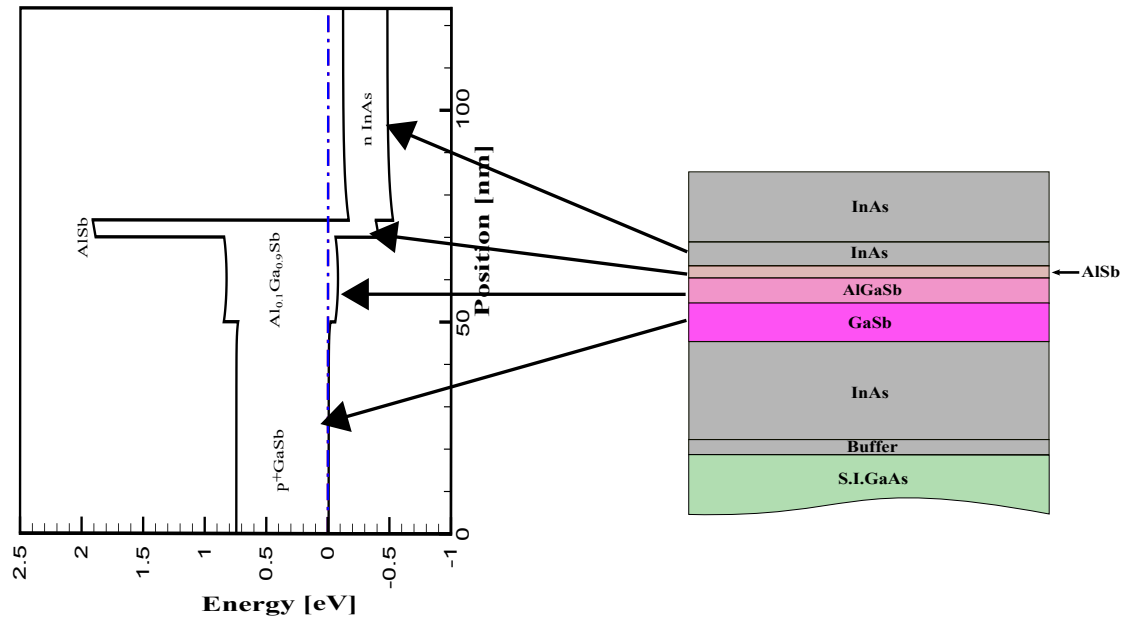 n InAs
AlSb
Al0,1Ga0,9Sb
p+GaSb
100
50
0
Position [nm]
2.5
2
1.5
1
0.5
0
-0.5
-1
Energy [eV]
InAs
InAs
AlSb
AlGaSb
GaSb
InAs
Buffer
S.I.GaAs